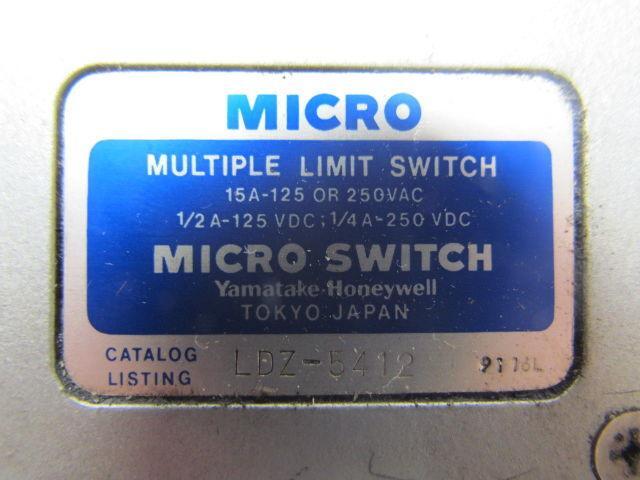 MICRO
MULTIPLE LIMIT SWITCH
15A-125 OR 250VAC
1/2 A-125 VDC; 1/4 A-250 VDC
MICRO SWITCH
Yamatake-Honeywell
TOKYO JAPAN
CATALOG LISTING LDZ-5412